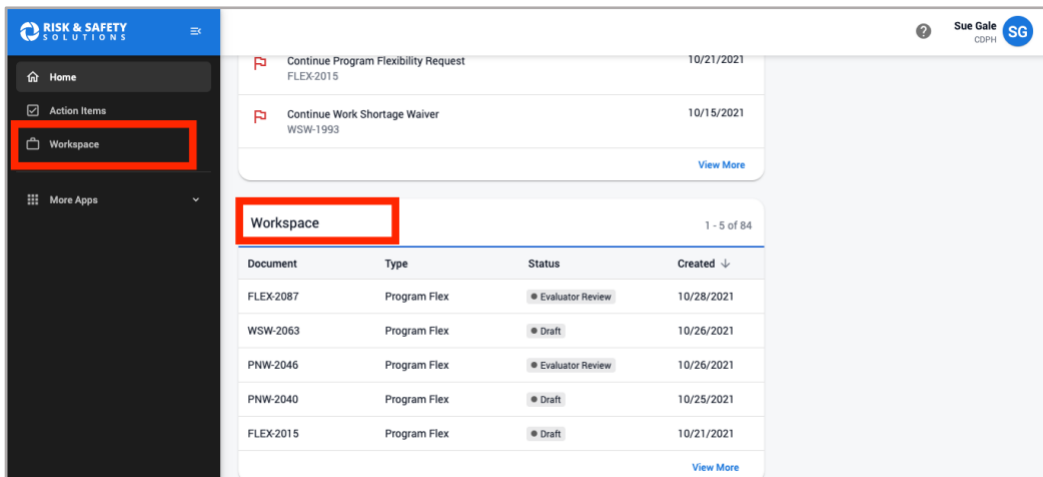 RISK & SAFETY
SOLUTIONS
Sue Gale
CDPH
SG
Home
Action Items
Workspace
More Apps
Continue Program Flexibility Request 10/21/2021
FLEX-2015
Continue Work Shortage Waiver 10/15/2021
WSW-1993
View More
Workspace 1 - 5 of 84
Document Type Status Created
FLEX-2087 Program Flex Evaluator Review 10/28/2021
WSW-2063 Program Flex Draft 10/26/2021
PNW-2046 Program Flex Evaluator Review 10/26/2021
PNW-2040 Program Flex Draft 10/25/2021
FLEX-2015 Program Flex Draft 10/21/2021
View More